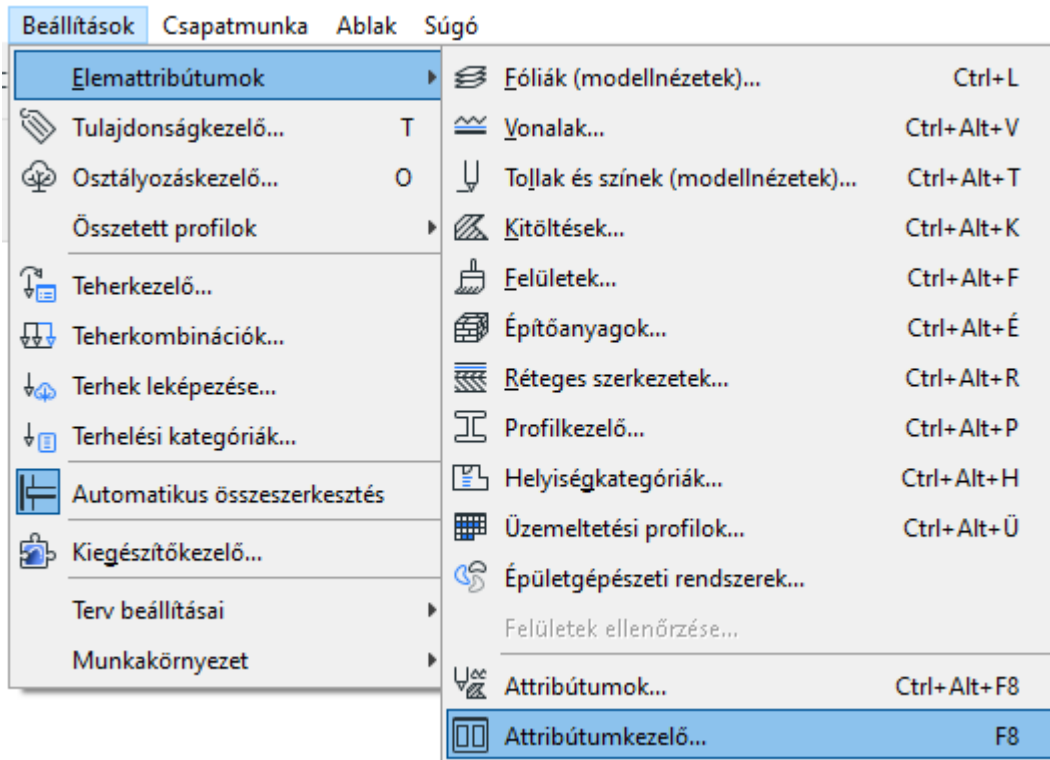 Beállítások Csapatmunka Ablak Súgó
Elemattribútumok
Tulajdonságkezelő... T
Osztályozáskezelő... O
Összetett profilok
Teherkezelő...
Teherkombinációk...
Terhek leképezése...
Terhelési kategóriák...
Automatikus összeszerkesztés
Kiegészítőkezelő...
Terv beállításai
Munkakörnyezet
Fóliák (modellnézetek)... Ctrl+L
Vonalak... Ctrl+Alt+V
Tollak és színek (modellnézetek)... Ctrl+Alt+T
Kitöltések... Ctrl+Alt+K
Felületek... Ctrl+Alt+F
Építőanyagok... Ctrl+Alt+É
Réteges szerkezetek... Ctrl+Alt+R
Profilkezelő... Ctrl+Alt+P
Helyiségkategóriák... Ctrl+Alt+H
Üzemeltetési profilok... Ctrl+Alt+Ü
Épületgépészeti rendszerek...
Felületek ellenőrzése...
Attribútumok... Ctrl+Alt+F8
Attribútumkezelő... F8